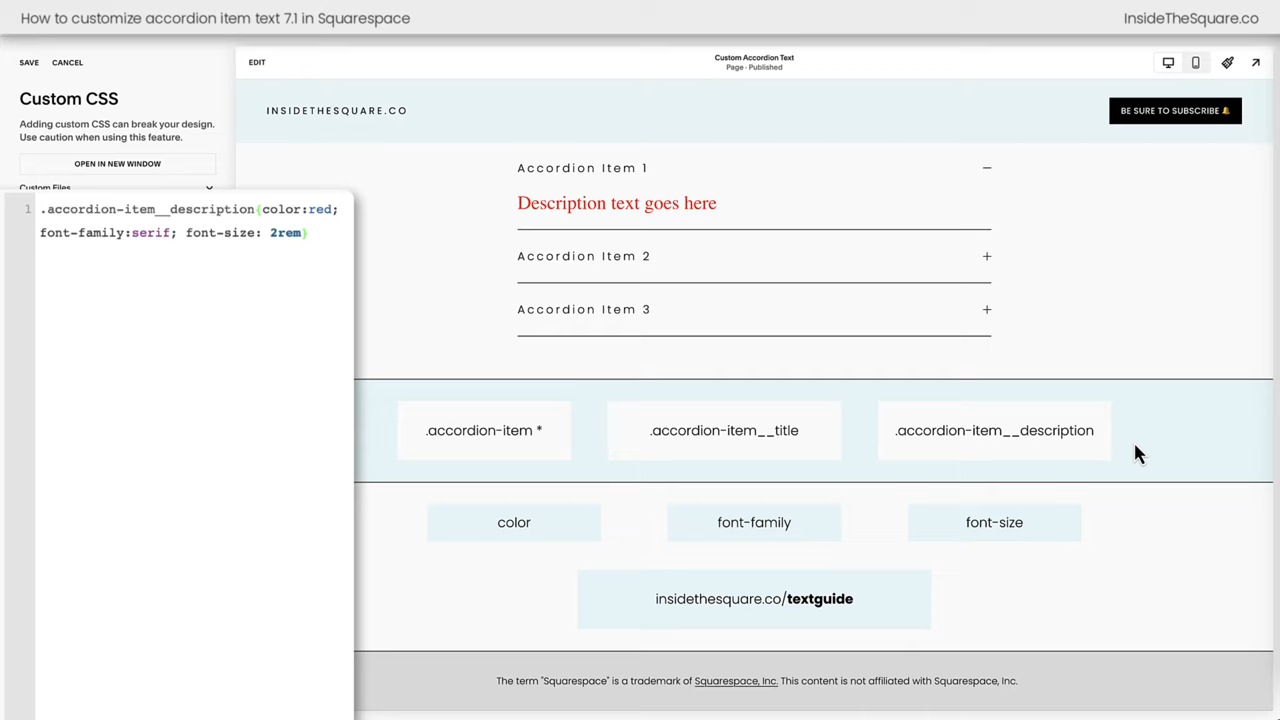 How to customize accordion item text 7.1 in Squarespace
InsideTheSquare.co
SAVE CANCEL
EDIT
Custom Accordion Text
Page · Published
Custom CSS
Adding custom CSS can break your design.
Use caution when using this feature.
OPEN IN NEW WINDOW
Custom Files
1 .accordion-item__description{color:red;
font-family:serif; font-size: 2rem}
INSIDETHESQUARE.CO
BE SURE TO SUBSCRIBE 🔔
Accordion Item 1
Description text goes here
Accordion Item 2
Accordion Item 3
.accordion-item *
.accordion-item__title
.accordion-item__description
color
font-family
font-size
insidethesquare.co/textguide
The term "Squarespace" is a trademark of Squarespace, Inc. This content is not affiliated with Squarespace, Inc.